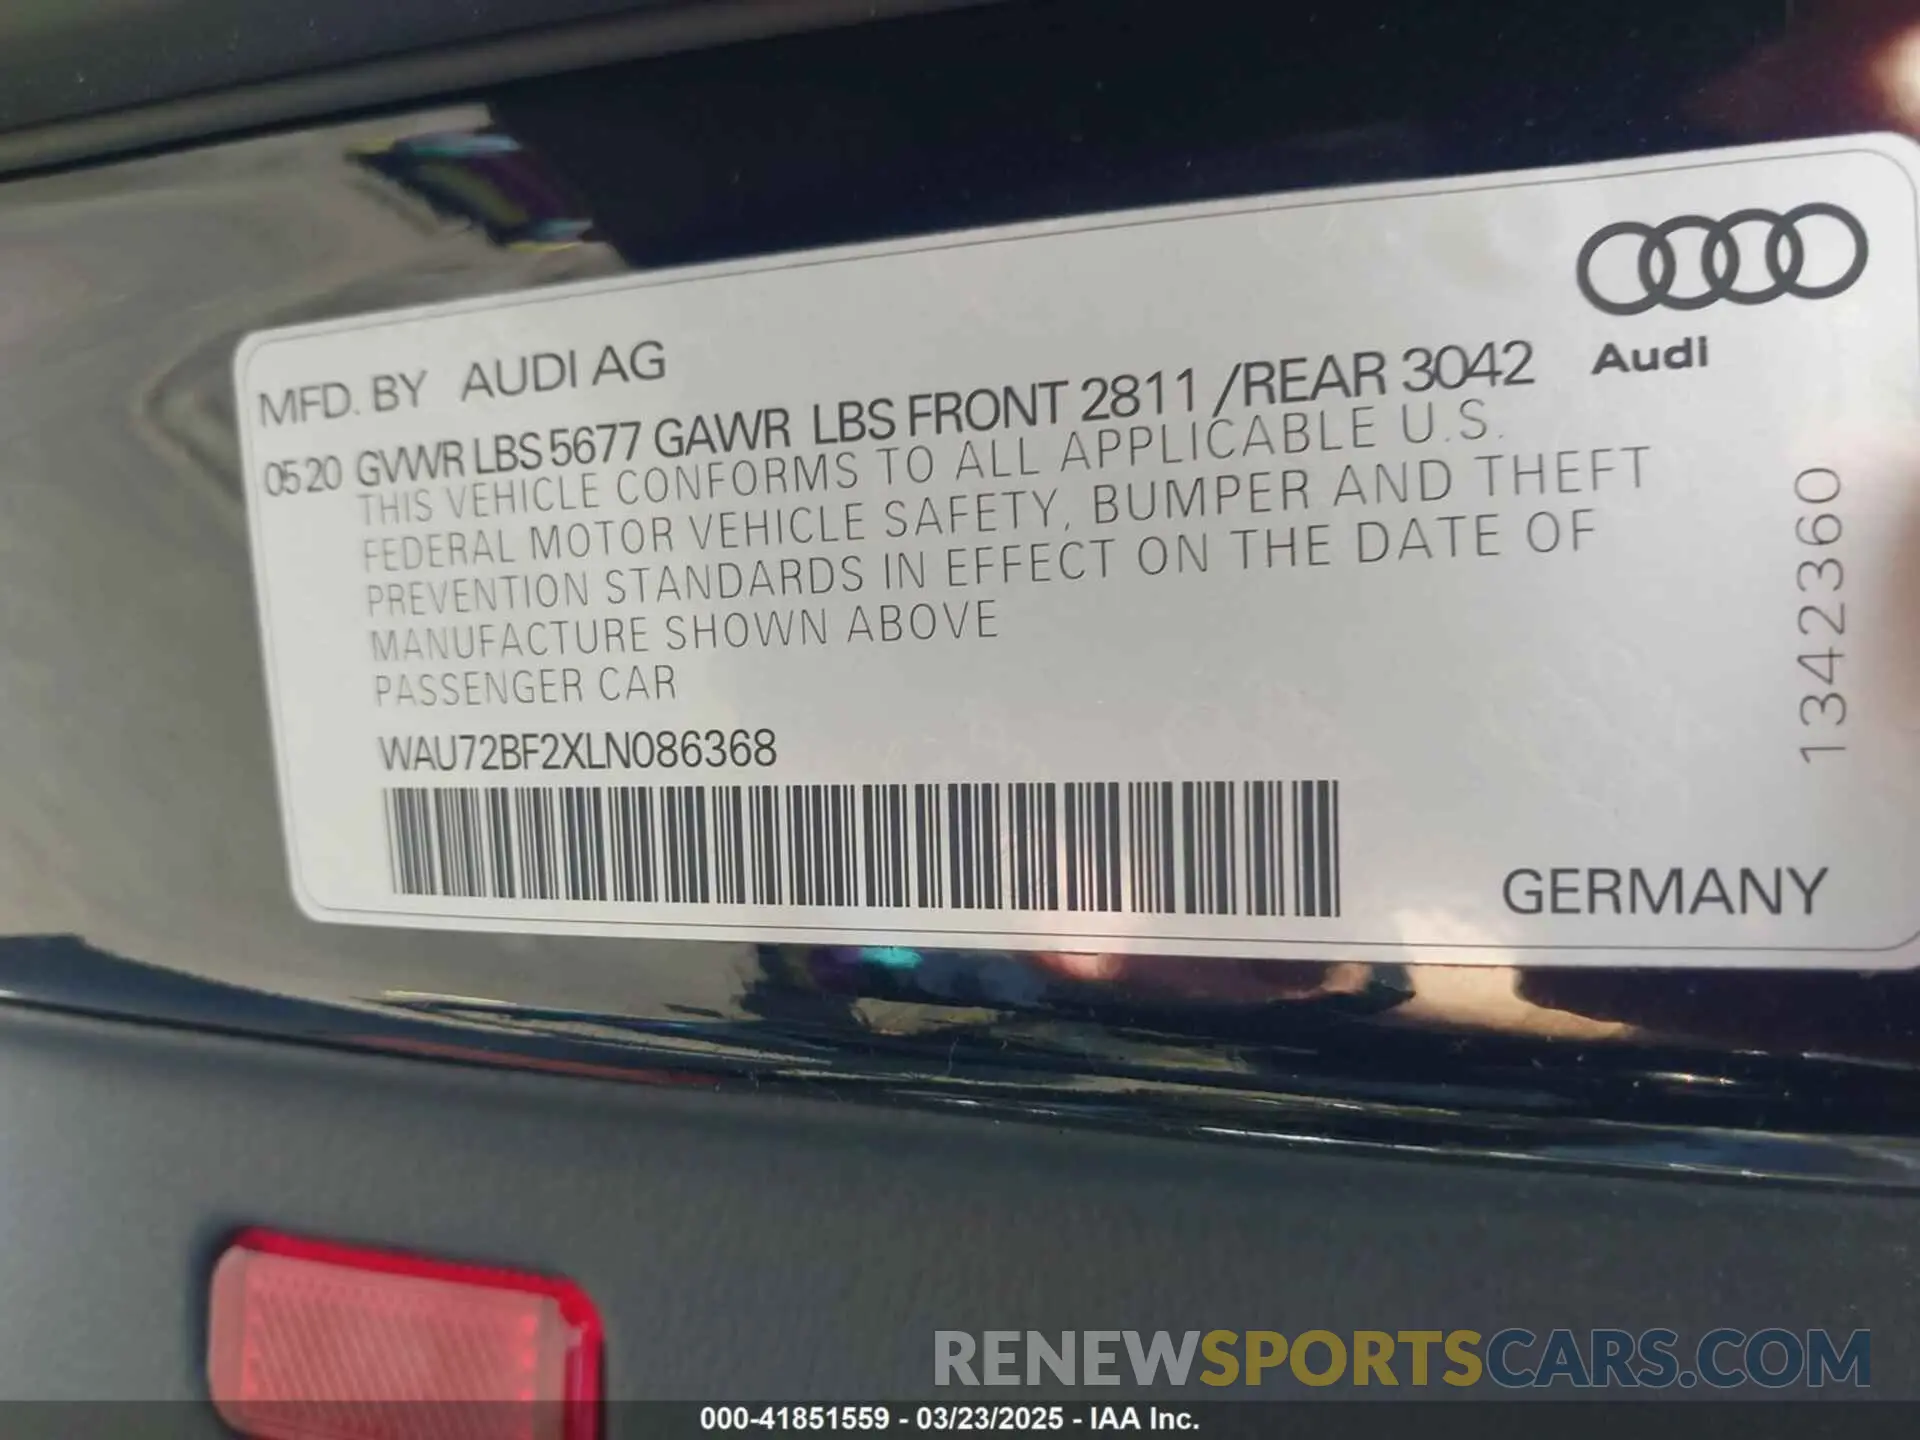 MFD. BY AUDI AG
Audi
0520 GVWR LBS 5677 GAWR LBS FRONT 2811 /REAR 3042
THIS VEHICLE CONFORMS TO ALL APPLICABLE U.S.
FEDERAL MOTOR VEHICLE SAFETY, BUMPER AND THEFT
PREVENTION STANDARDS IN EFFECT ON THE DATE OF
MANUFACTURE SHOWN ABOVE
PASSENGER CAR
WAU72BF2XLN086368
1342360
GERMANY
RENEWSPORTSCARS.COM
000-41851559 - 03/23/2025 - IAA Inc.